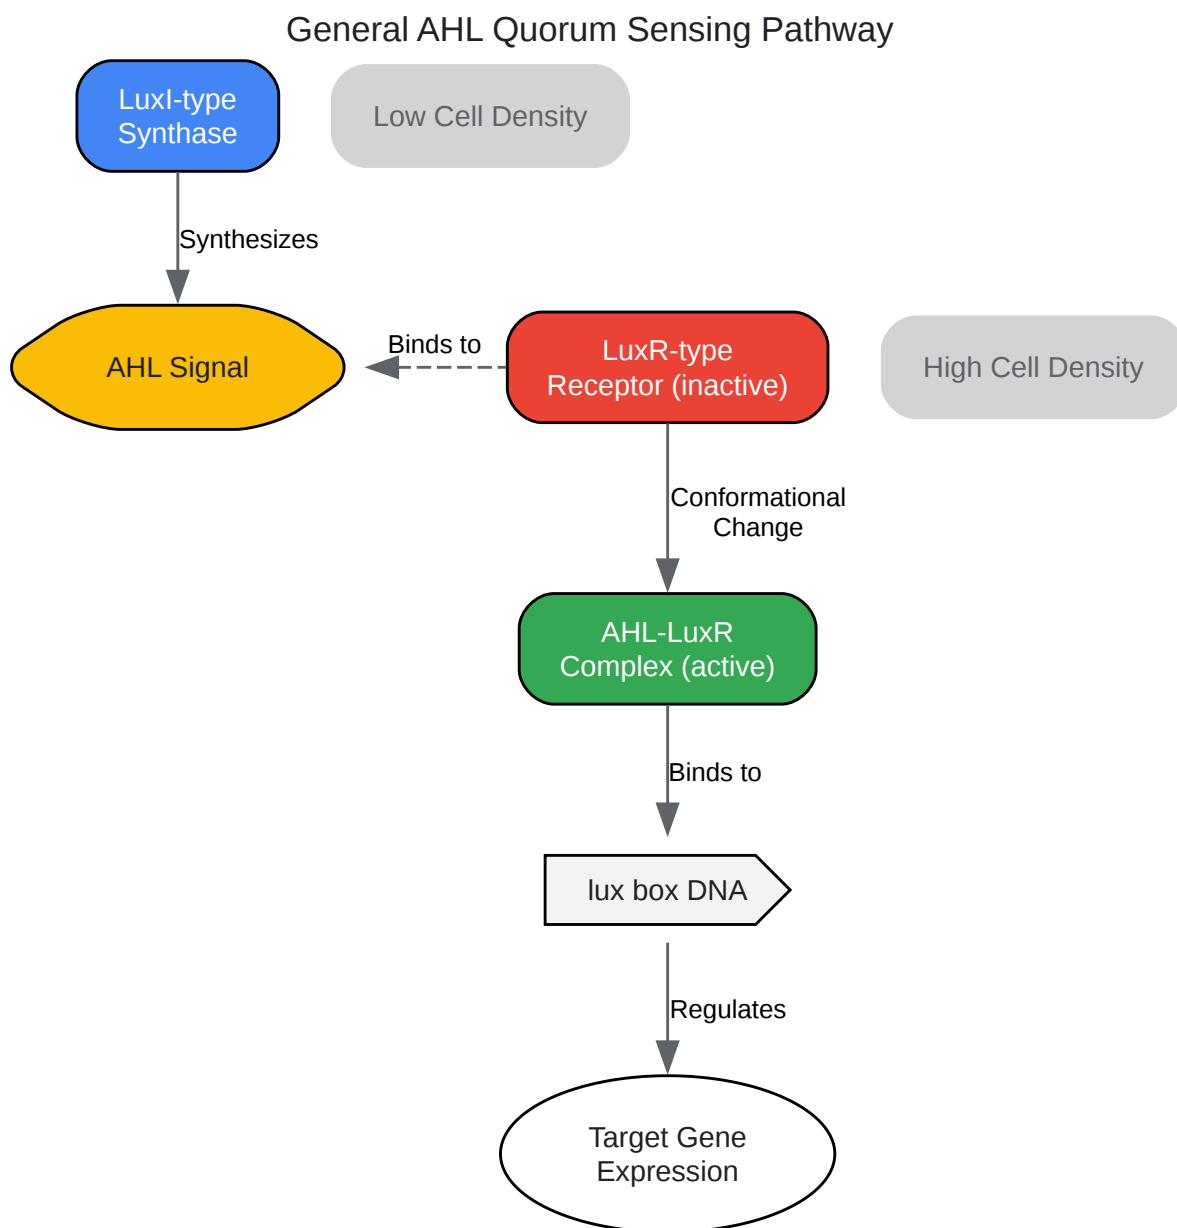 General AHL Quorum Sensing Pathway
LuxI-type
Synthase
Low Cell Density
Synthesizes
AHL Signal
Binds to
LuxR-type
Receptor (inactive)
High Cell Density
Conformational
Change
AHL-LuxR
Complex (active)
Binds to
lux box DNA
Regulates
Target Gene
Expression